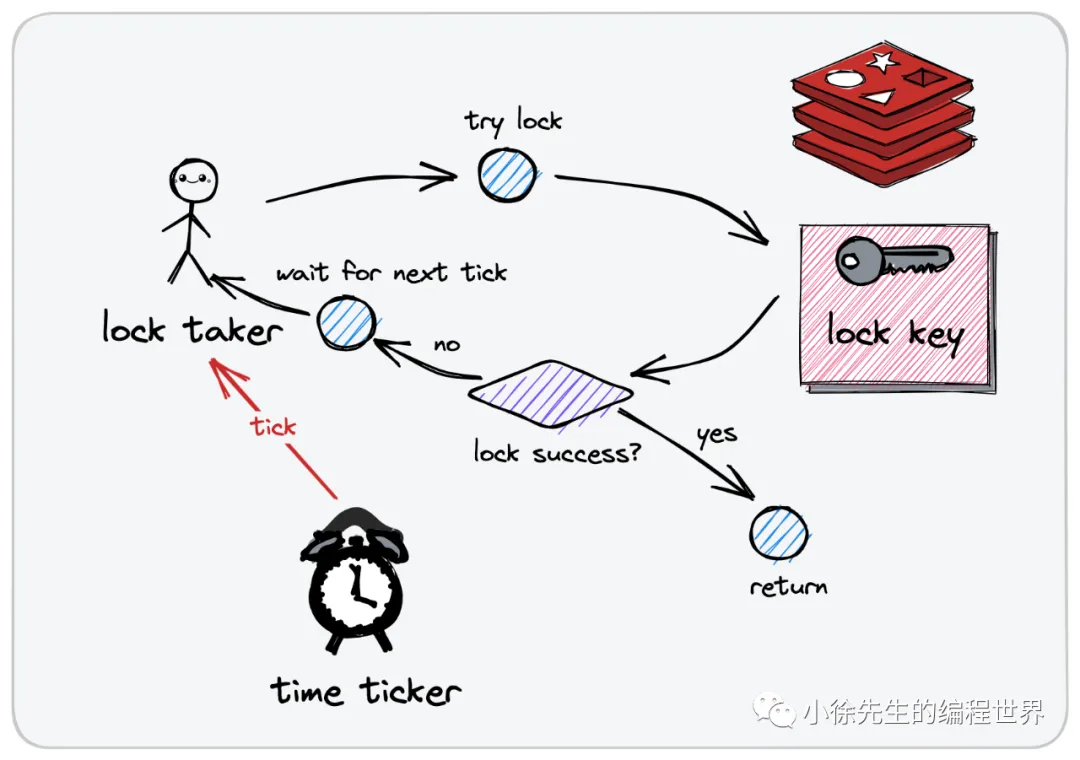 try lock
wait for next tick
lock taker
lock key
no
lock success?
yes
tick
return
time ticker
小徐先生的编程世界